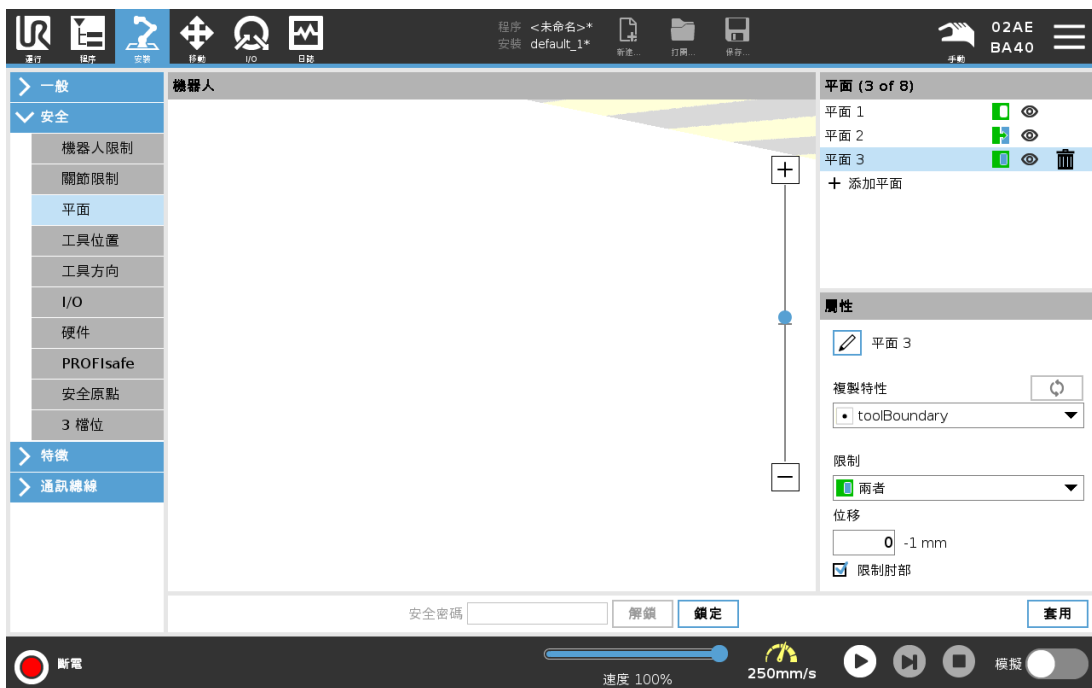 程序 <未命名>*
安裝 default_1*
運行
程序
安裝
移動
I/O
日誌
新建...
打開...
保存...
手動
02AE
BA40
一般
安全
機器人限制
關節限制
平面
工具位置
工具方向
I/O
硬件
PROFIsafe
安全原點
3 檔位
特徵
通訊總線
機器人
平面 (3 of 8)
平面 1
平面 2
平面 3
添加平面
屬性
平面 3
複製特性
toolBoundary
限制
兩者
位移
0 -1 mm
限制肘部
安全密碼
解鎖
鎖定
套用
斷電
速度 100%
250mm/s
模擬